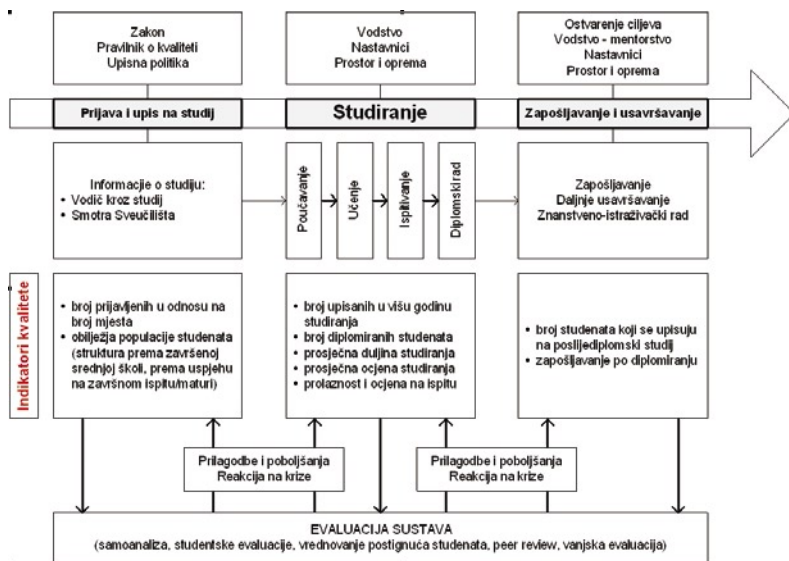 Zakon
Pravilnik o kvaliteti
Upisna politika
Vodstvo
Nastavnici
Prostor i oprema
Ostvarenje ciljeva
Vodstvo - mentorstvo
Nastavnici
Prostor i oprema
Prijava i upis na studij
Studiranje
Zapošljavanje i usavršavanje
Informacjie o studiju:
• Vodič kroz studij
• Smotra Sveučilišta
Poučavanje
Učenje
Ispitivanje
Diplomski rad
Zapošljavanje
Daljnje usavršavanje
Znanstveno-istraživački rad
Indikatori kvalitete
• broj prijavljenih u odnosu na
broj mjesta
• obilježja populacije studenata
(struktura prema završenoj
srednjoj školi, prema uspjehu
na završnom ispitu/maturi)
• broj upisanih u višu godinu
studiranja
• broj diplomiranih studenata
• prosječna duljina studiranja
• prosječna ocjena studiranja
• prolaznost i ocjena na ispitu
• broj studenata koji se upisuju
na poslijediplomski studij
• zapošljavanje po diplomiranju
Prilagodbe i poboljšanja
Reakcija na krize
Prilagodbe i poboljšanja
Reakcija na krize
EVALUACIJA SUSTAVA
(samoanaliza, studentske evaluacije, vrednovanje postignuća studenata, peer review, vanjska evaluacija)